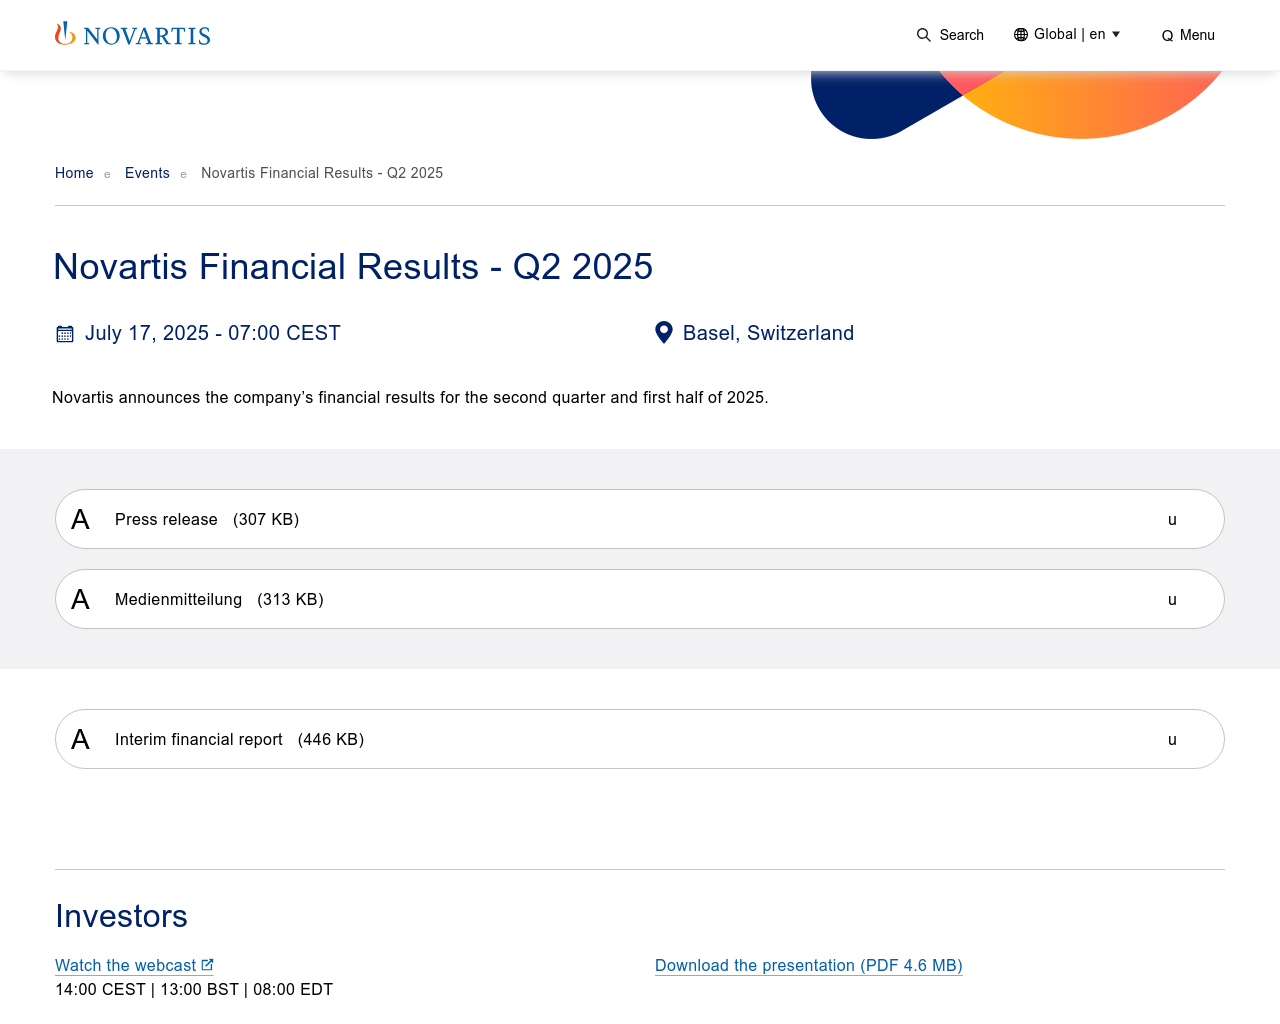 NOVARTIS
Search
Global | en
Q Menu
Home e Events e Novartis Financial Results - Q2 2025
Novartis Financial Results - Q2 2025
July 17, 2025 - 07:00 CEST
Basel, Switzerland
Novartis announces the company’s financial results for the second quarter and first half of 2025.
A Press release (307 KB) u
A Medienmitteilung (313 KB) u
A Interim financial report (446 KB) u
Investors
Watch the webcast
Download the presentation (PDF 4.6 MB)
14:00 CEST | 13:00 BST | 08:00 EDT